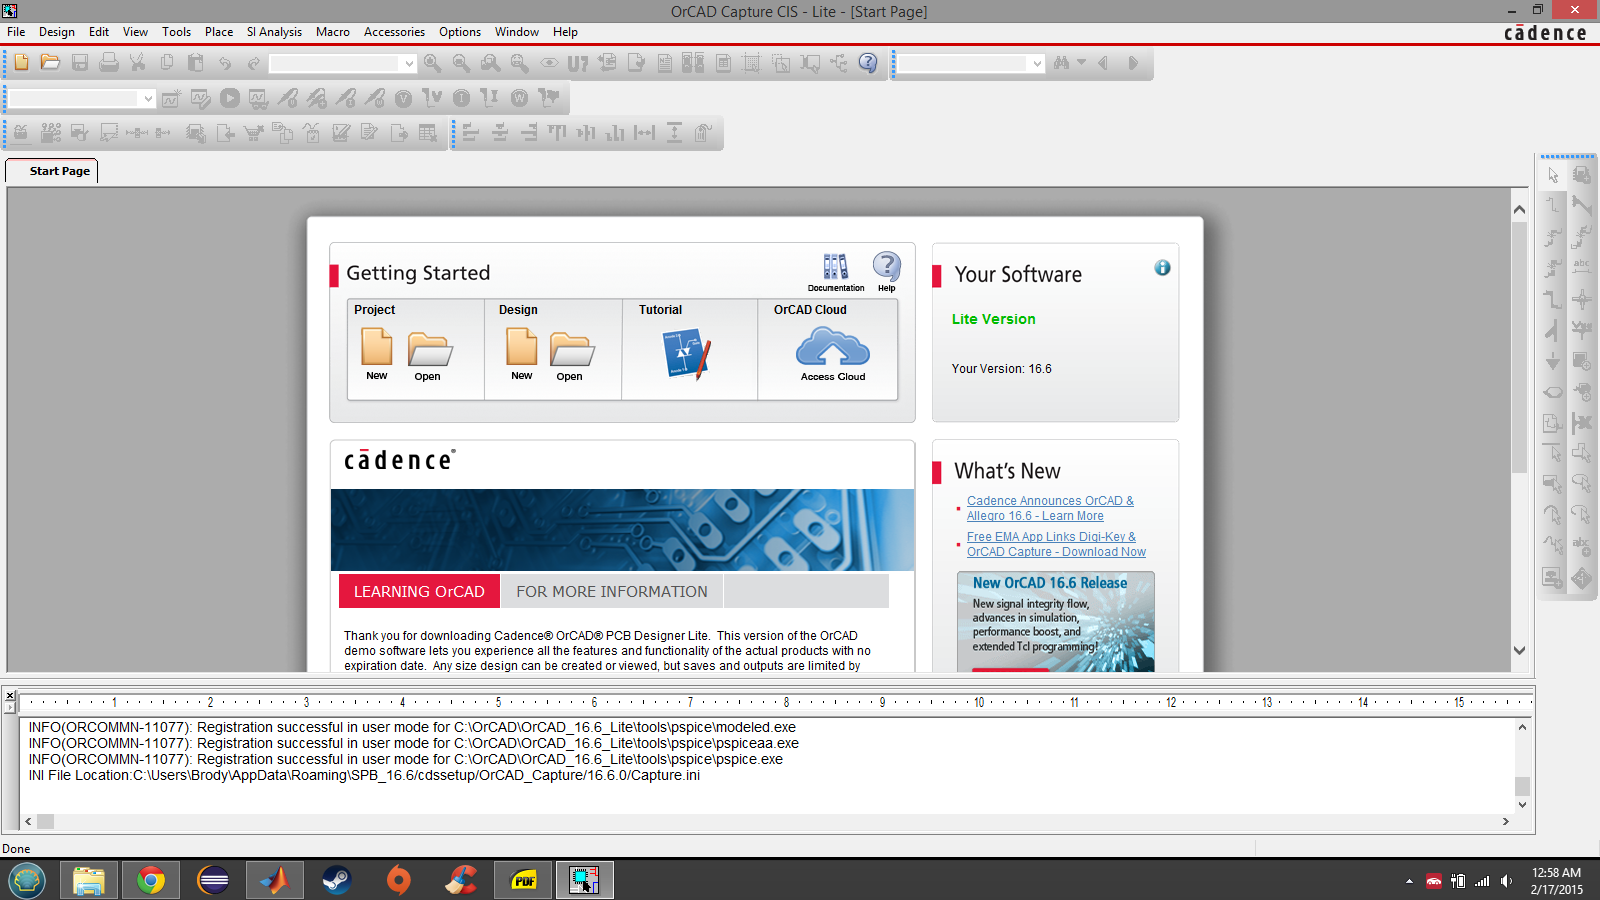 OrCAD Capture CIS - Lite - [Start Page]
File Design Edit View Tools Place SI Analysis Macro Accessories Options Window Help
cādence
Start Page
Getting Started
Documentation
Help
Project
New
Open
Design
New
Open
Tutorial
OrCAD Cloud
Access Cloud
Your Software
Lite Version
Your Version: 16.6
cādence®
LEARNING OrCAD
FOR MORE INFORMATION
Thank you for downloading Cadence® OrCAD® PCB Designer Lite. This version of the OrCAD
demo software lets you experience all the features and functionality of the actual products with no
expiration date. Any size design can be created or viewed, but saves and outputs are limited by
What's New
Cadence Announces OrCAD &
Allegro 16.6 - Learn More
Free EMA App Links Digi-Key &
OrCAD Capture - Download Now
New OrCAD 16.6 Release
New signal integrity flow,
advances in simulation,
performance boost, and
extended Tcl programming!
1 2 3 4 5 6 7 8 9 10 11 12 13 14 15
INFO(ORCOMMN-11077): Registration successful in user mode for C:\OrCAD\OrCAD_16.6_Lite\tools\pspice\modeled.exe
INFO(ORCOMMN-11077): Registration successful in user mode for C:\OrCAD\OrCAD_16.6_Lite\tools\pspice\pspiceaa.exe
INFO(ORCOMMN-11077): Registration successful in user mode for C:\OrCAD\OrCAD_16.6_Lite\tools\pspice\pspice.exe
INI File Location:C:\Users\Brody\AppData\Roaming\SPB_16.6/cdssetup/OrCAD_Capture/16.6.0/Capture.ini
Done
PDF
12:58 AM
2/17/2015